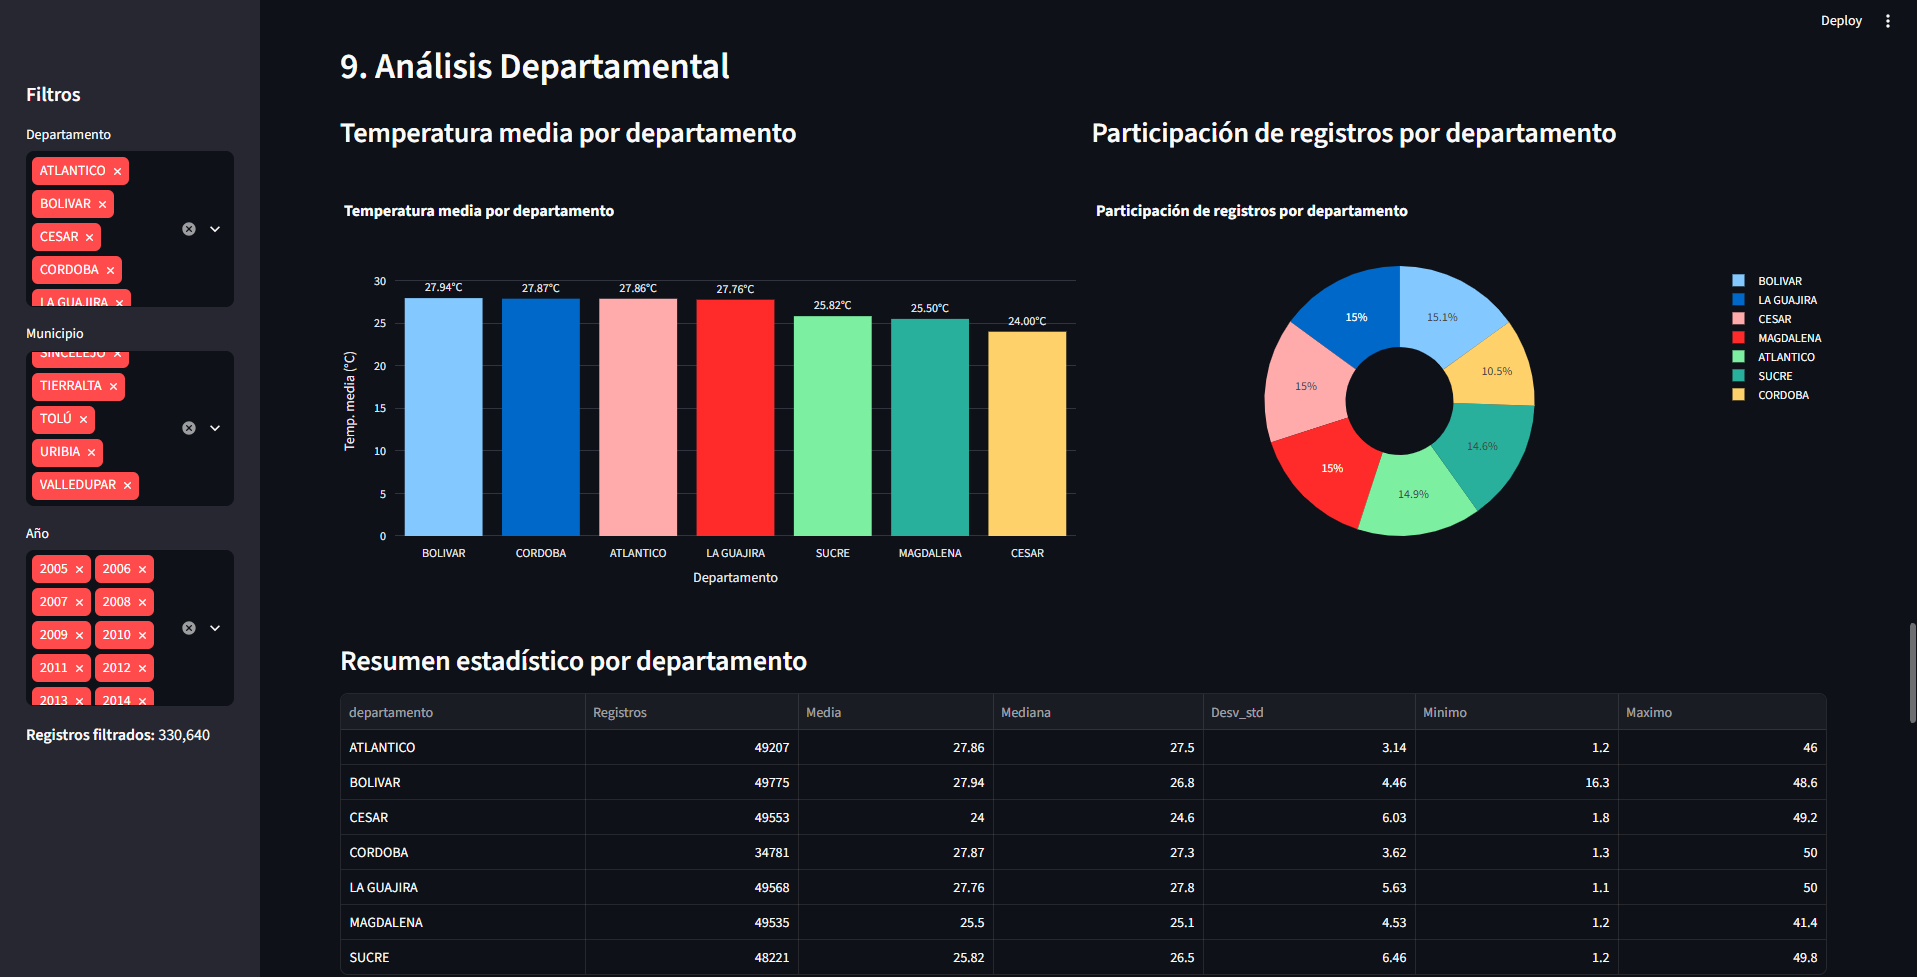 Deploy
Filtros
Departamento
ATLANTICO
BOLIVAR
CESAR
CORDOBA
LA GUAJIRA
Municipio
SINCELEJO
TIERRALTA
TOLÚ
URIBIA
VALLEDUPAR
Año
2005 2006
2007 2008
2009 2010
2011 2012
2013 2014
Registros filtrados: 330,640
9. Análisis Departamental
Temperatura media por departamento
Temperatura media por departamento
Temp. media (°C)
30
25
20
15
10
5
0
27.94°C 27.87°C 27.86°C 27.76°C 25.82°C 25.50°C 24.00°C
BOLIVAR CORDOBA ATLANTICO LA GUAJIRA SUCRE MAGDALENA CESAR
Departamento
Participación de registros por departamento
Participación de registros por departamento
15.1%
10.5%
14.6%
14.9%
15%
15%
15%
BOLIVAR
LA GUAJIRA
CESAR
MAGDALENA
ATLANTICO
SUCRE
CORDOBA
Resumen estadístico por departamento
departamento Registros Media Mediana Desv_std Minimo Maximo
ATLANTICO 49207 27.86 27.5 3.14 1.2 46
BOLIVAR 49775 27.94 26.8 4.46 16.3 48.6
CESAR 49553 24 24.6 6.03 1.8 49.2
CORDOBA 34781 27.87 27.3 3.62 1.3 50
LA GUAJIRA 49568 27.76 27.8 5.63 1.1 50
MAGDALENA 49535 25.5 25.1 4.53 1.2 41.4
SUCRE 48221 25.82 26.5 6.46 1.2 49.8